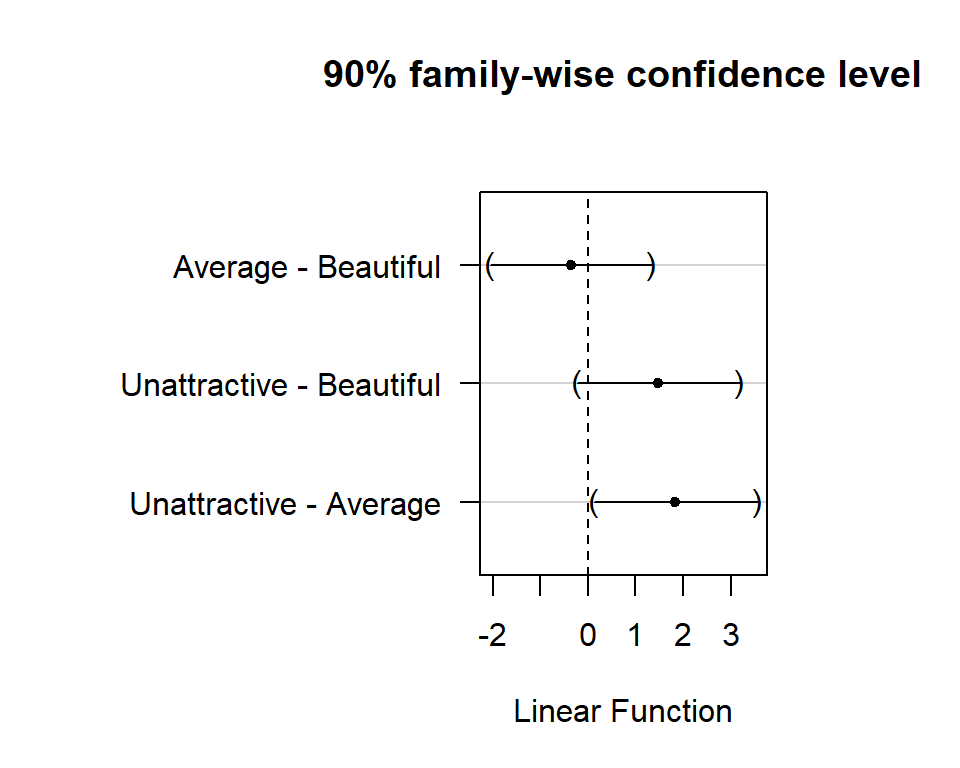 90% family-wise confidence level
Average - Beautiful
Unattractive - Beautiful
Unattractive - Average
-2 0 1 2 3
Linear Function